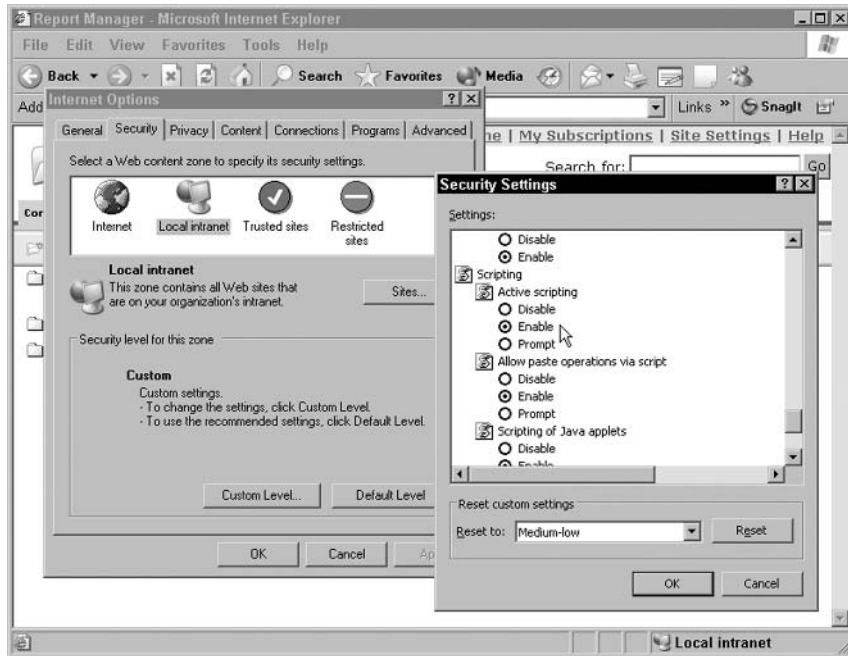 Report Manager - Microsoft Internet Explorer
File Edit View Favorites Tools Help
Back Search Favorites Media
Add Links » SnagIt
Internet Options
General Security Privacy Content Connections Programs Advanced
Select a Web content zone to specify its security settings.
Internet Local intranet Trusted sites Restricted sites
Local intranet
This zone contains all Web sites that
are on your organization's intranet.
Sites...
Security level for this zone
Custom
Custom settings.
- To change the settings, click Custom Level.
- To use the recommended settings, click Default Level.
Custom Level... Default Level
OK Cancel Ap
me | My Subscriptions | Site Settings | Help
Search for: Go
Cor
Security Settings
Settings:
Disable
Enable
Scripting
Active scripting
Disable
Enable
Prompt
Allow paste operations via script
Disable
Enable
Prompt
Scripting of Java applets
Disable
Enable
Reset custom settings
Reset to: Medium-low Reset
OK Cancel
Local intranet